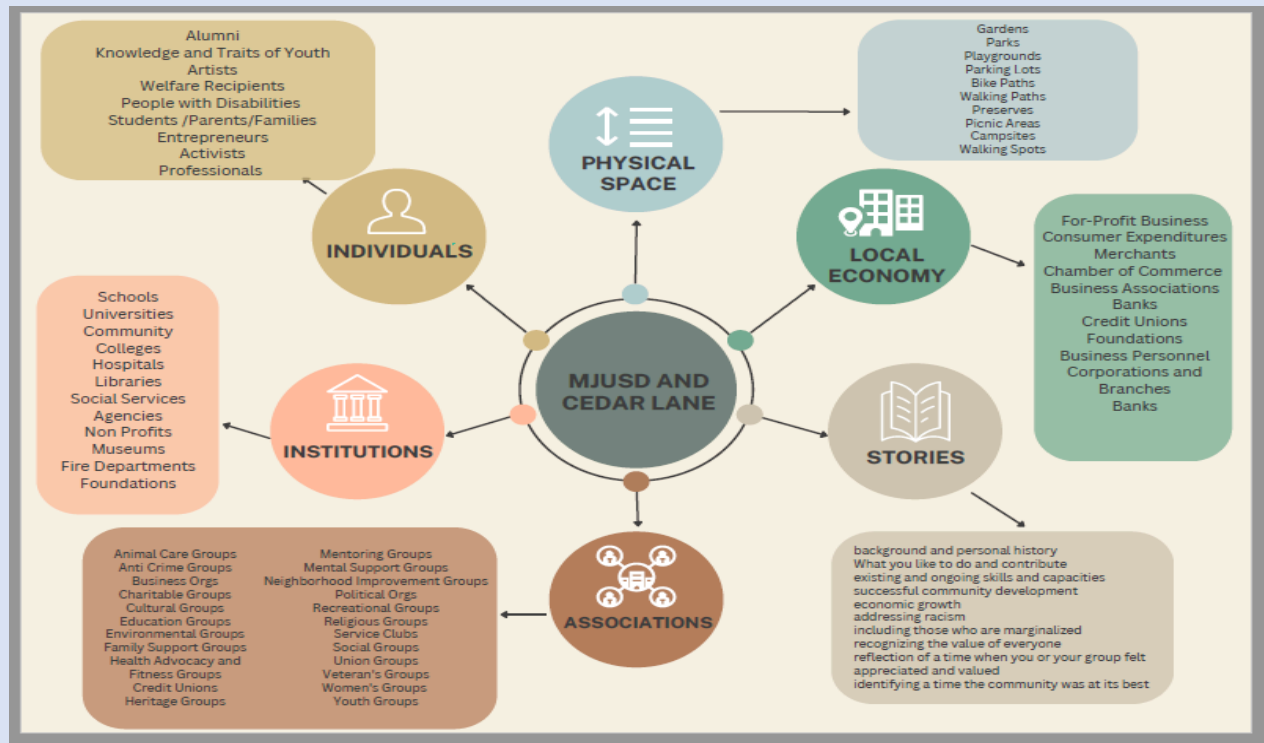 Alumni
Knowledge and Traits of Youth
Artists
Welfare Recipients
People with Disabilities
Students /Parents/Families
Entrepreneurs
Activists
Professionals
INDIVIDUALS
PHYSICAL
SPACE
Gardens
Parks
Playgrounds
Parking Lots
Bike Paths
Walking Paths
Preserves
Picnic Areas
Campsites
Walking Spots
LOCAL
ECONOMY
For-Profit Business
Consumer Expenditures
Merchants
Chamber of Commerce
Business Associations
Banks
Credit Unions
Foundations
Business Personnel
Corporations and
Branches
Banks
MJUSD AND
CEDAR LANE
Schools
Universities
Community
Colleges
Hospitals
Libraries
Social Services
Agencies
Non Profits
Museums
Fire Departments
Foundations
INSTITUTIONS
STORIES
background and personal history
What you like to do and contribute
existing and ongoing skills and capacities
successful community development
economic growth
addressing racism
including those who are marginalized
recognizing the value of everyone
reflection of a time when you or your group felt
appreciated and valued
identifying a time the community was at its best
ASSOCIATIONS
Animal Care Groups
Anti Crime Groups
Business Orgs
Charitable Groups
Cultural Groups
Education Groups
Environmental Groups
Family Support Groups
Health Advocacy and
Fitness Groups
Credit Unions
Heritage Groups
Mentoring Groups
Mental Support Groups
Neighborhood Improvement Groups
Political Orgs
Recreational Groups
Religious Groups
Service Clubs
Social Groups
Union Groups
Veteran's Groups
Women's Groups
Youth Groups